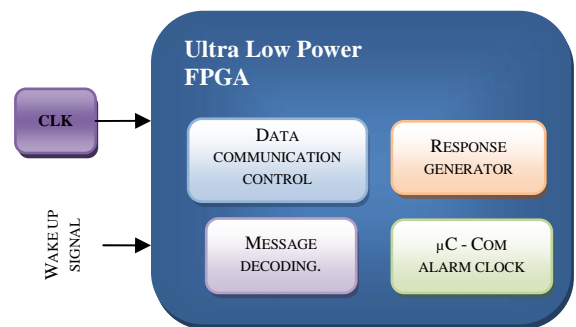 Ultra Low Power
FPGA
CLK
DATA
COMMUNICATION
CONTROL
RESPONSE
GENERATOR
WAKE UP
SIGNAL
MESSAGE
DECODING.
µC - COM
ALARM CLOCK